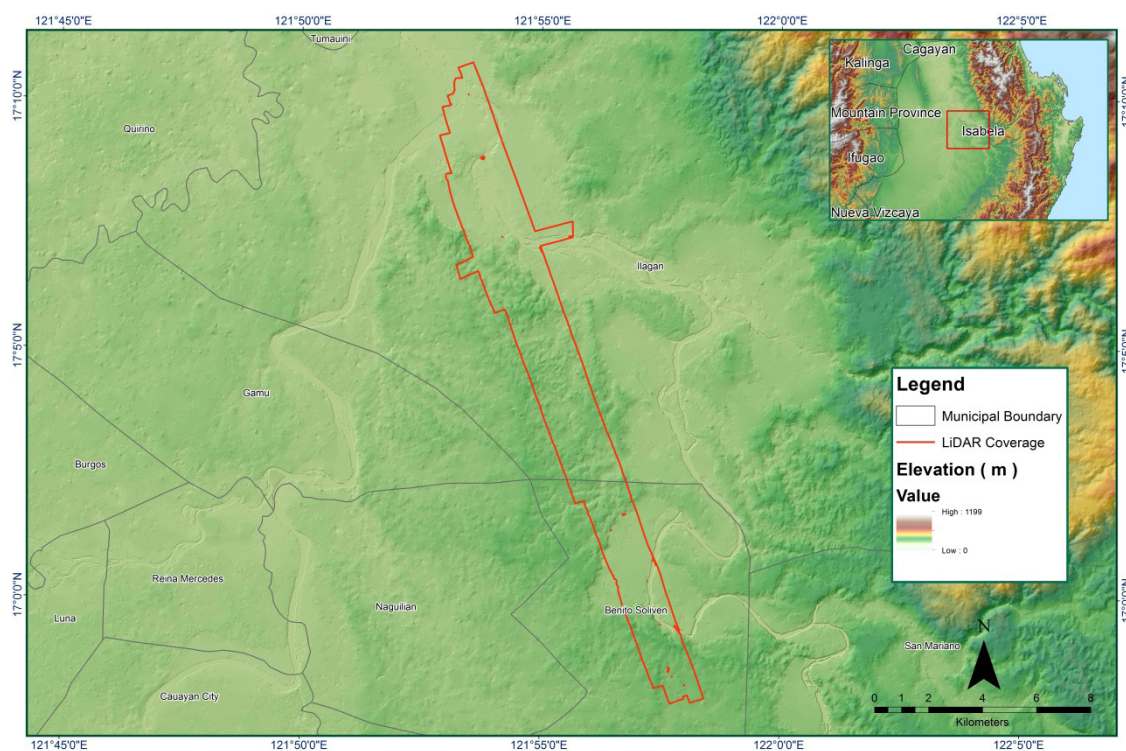 121°45'0"E
121°50'0"E
121°55'0"E
122°0'0"E
122°5'0"E
Tumauini
Cagayan
Kalinga
17°10'0"N
17°10'0"N
Mountain Province
Quirino
Isabela
Ifugao
Nueva Vizcaya
Ilagan
17°5'0"N
17°5'0"N
Gamu
Legend
Municipal Boundary
LiDAR Coverage
Burgos
Elevation ( m )
Value
High : 1199
Low : 0
Reina Mercedes
17°0'0"N
17°0'0"N
Luna
Naguilian
Benito Soliven
N
San Mariano
Cauayan City
0 1 2 4 6 8
Kilometers
121°45'0"E
121°50'0"E
121°55'0"E
122°0'0"E
122°5'0"E